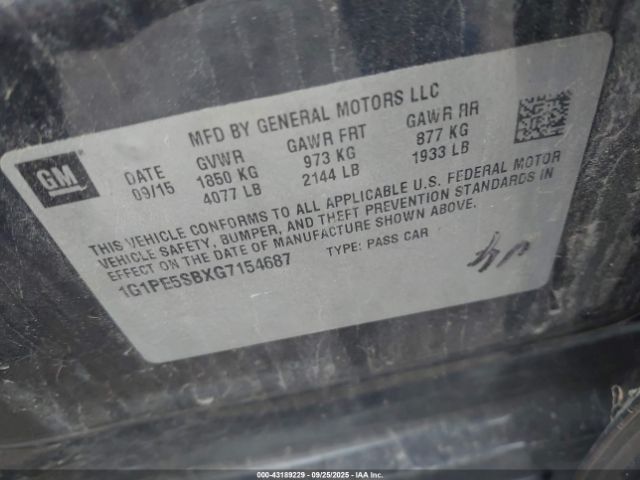 MFD BY GENERAL MOTORS LLC
GM
DATE GVWR GAWR FRT GAWR RR
09/15 1850 KG 973 KG 877 KG
4077 LB 2144 LB 1933 LB
THIS VEHICLE CONFORMS TO ALL APPLICABLE U.S. FEDERAL MOTOR
VEHICLE SAFETY, BUMPER, AND THEFT PREVENTION STANDARDS IN
EFFECT ON THE DATE OF MANUFACTURE SHOWN ABOVE.
1G1PE5SBXG7154687 TYPE: PASS CAR
00-43189229 - 09/25/2025 - IAA Inc.